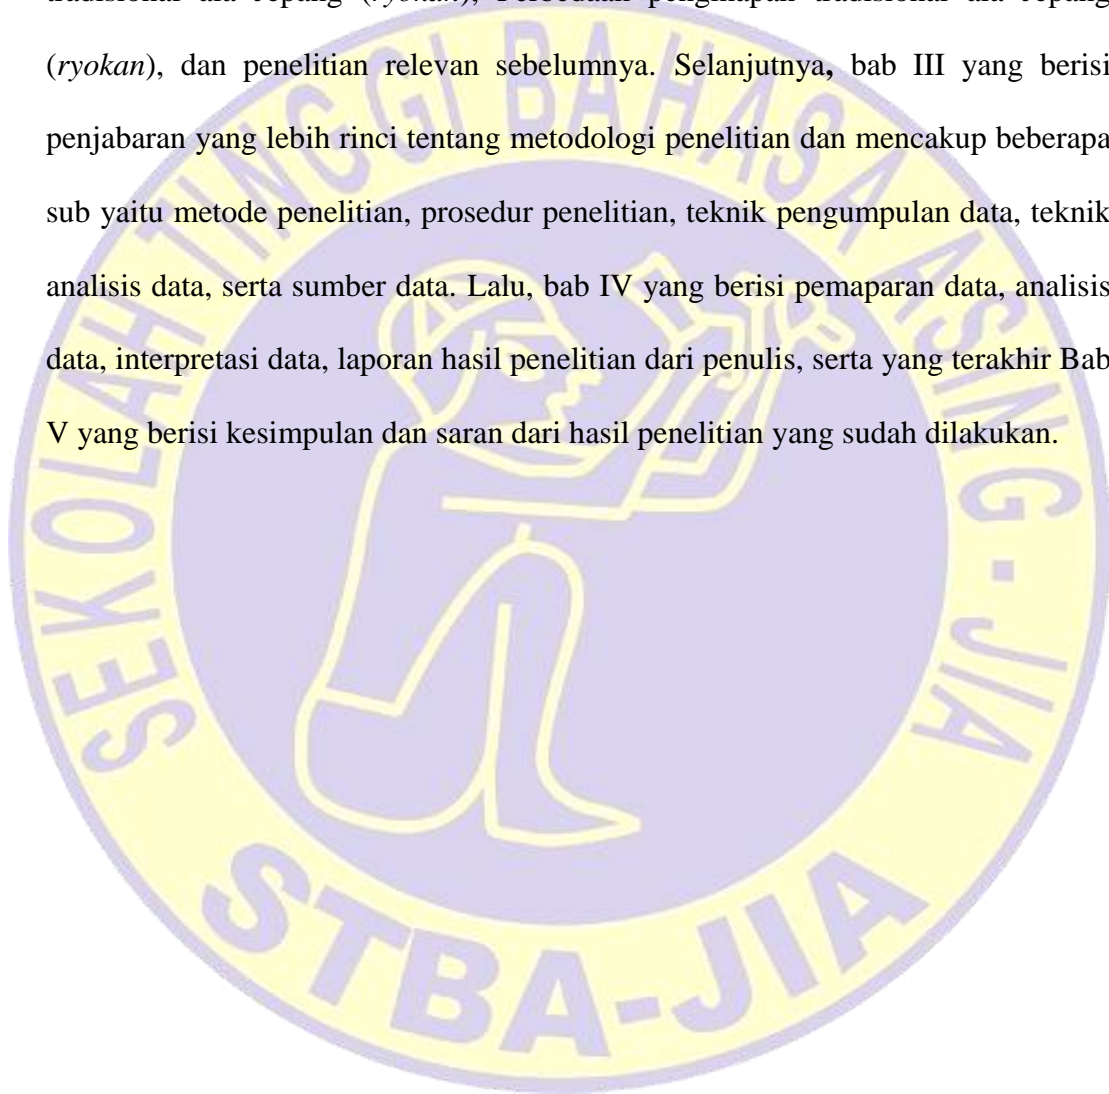 (ryokan), dan penelitian relevan sebelumnya. Selanjutnya, bab III yang berisi
penjabaran yang lebih rinci tentang metodologi penelitian dan mencakup beberapa
sub yaitu metode penelitian, prosedur penelitian, teknik pengumpulan data, teknik
analisis data, serta sumber data. Lalu, bab IV yang berisi pemaparan data, analisis
data, interpretasi data, laporan hasil penelitian dari penulis, serta yang terakhir Bab
V yang berisi kesimpulan dan saran dari hasil penelitian yang sudah dilakukan.
SEKOLAH TINGGI BAHASA ASING - JIA
STBA-JIA